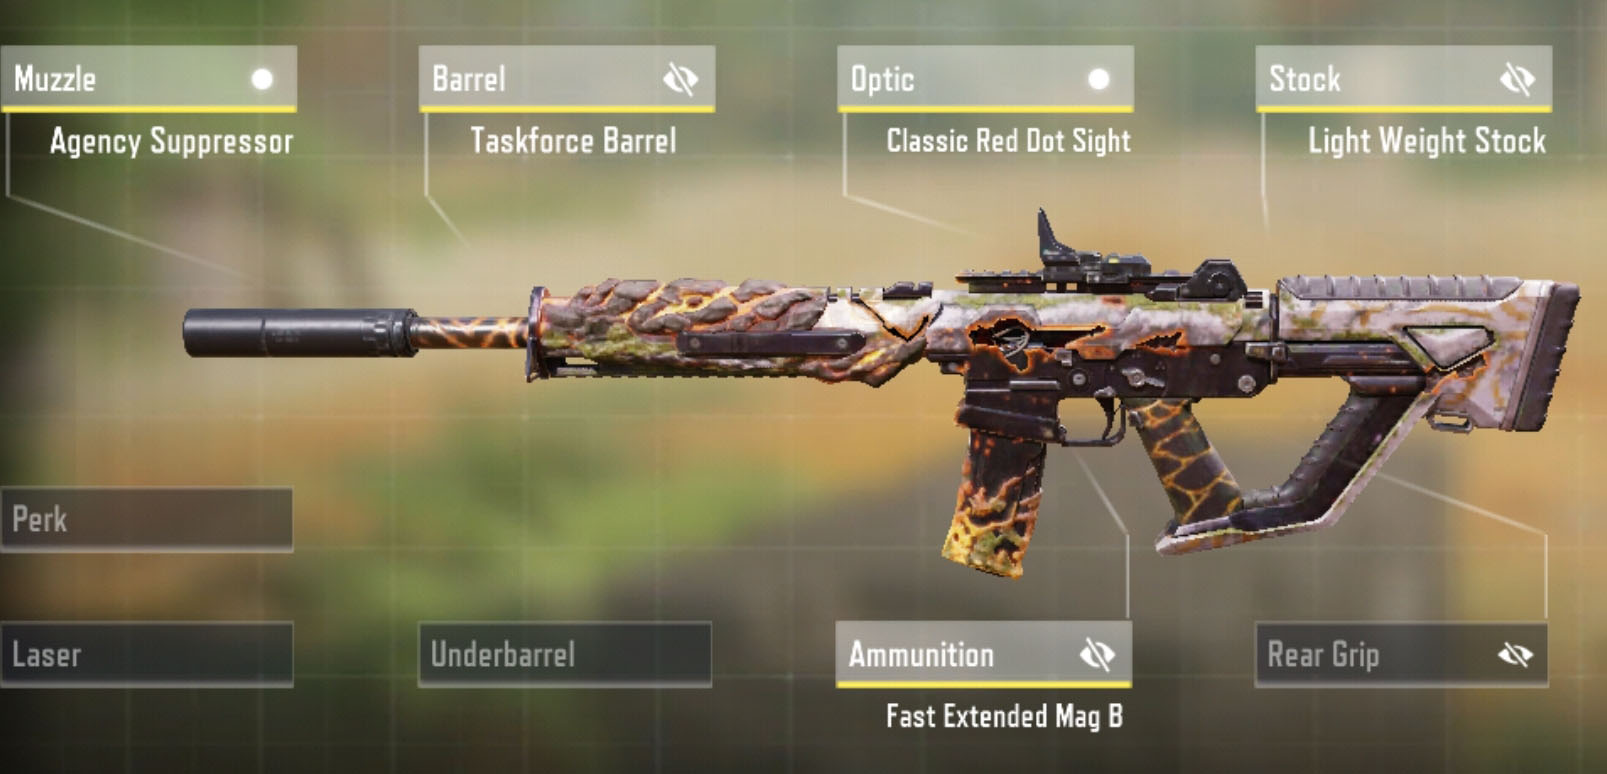 Muzzle
Agency Suppressor
Barrel
Taskforce Barrel
Optic
Classic Red Dot Sight
Stock
Light Weight Stock
Perk
Laser
Underbarrel
Ammunition
Fast Extended Mag B
Rear Grip